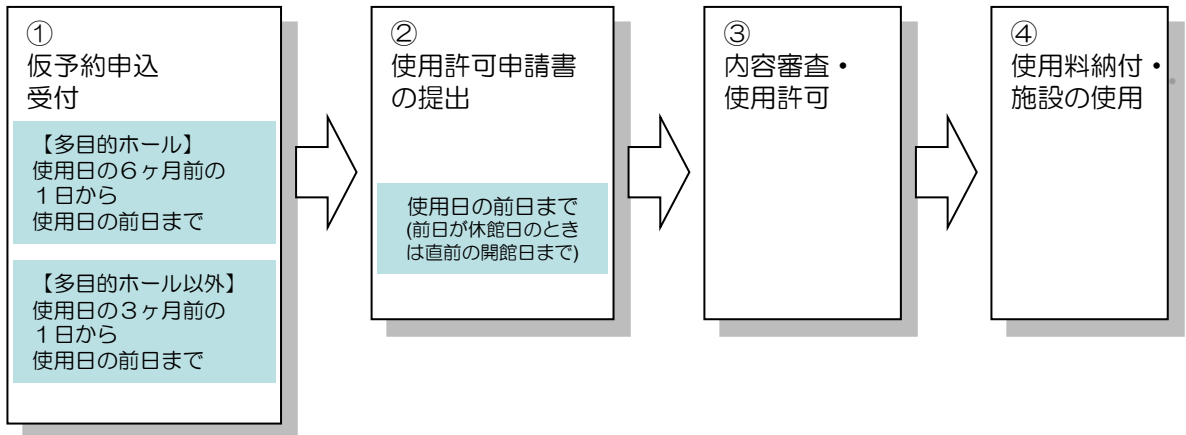 ①
仮予約申込
受付
【多目的ホール】
使用日の６ヶ月前の
１日から
使用日の前日まで
【多目的ホール以外】
使用日の３ヶ月前の
１日から
使用日の前日まで
②
使用許可申請書
の提出
使用日の前日まで
(前日が休館日のとき
は直前の開館日まで)
③
内容審査・
使用許可
④
使用料納付・
施設の使用